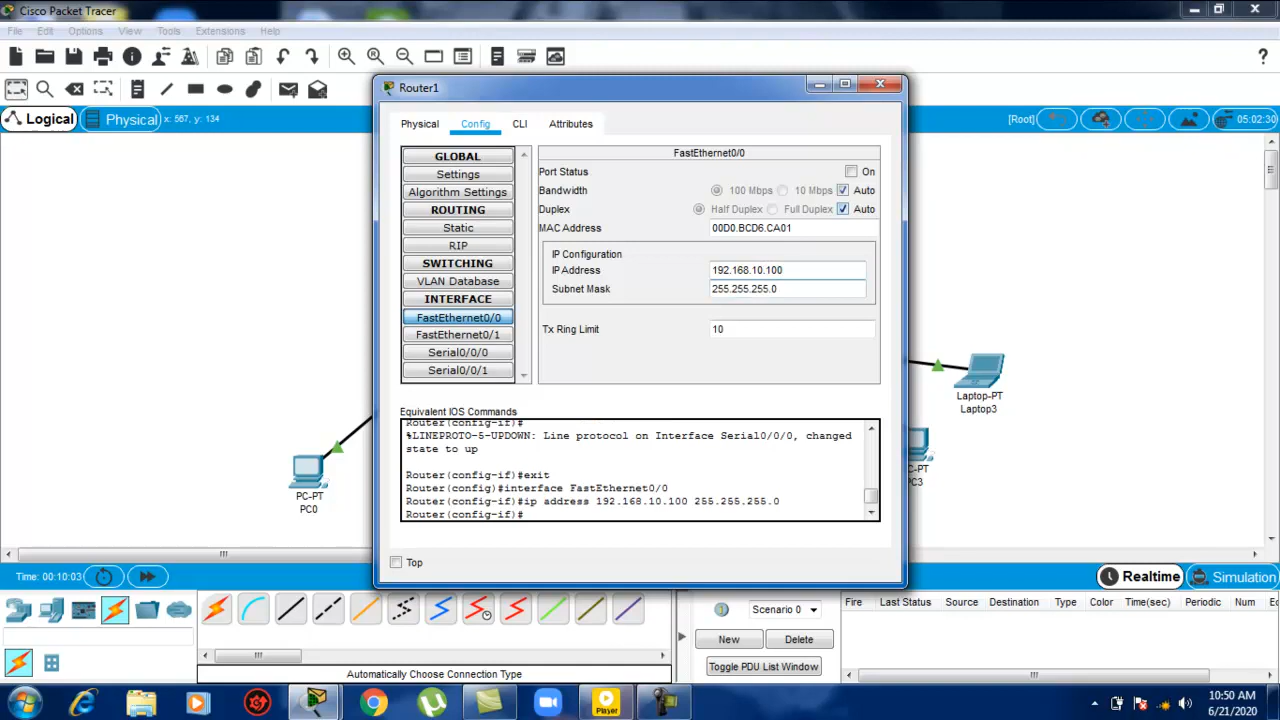 Cisco Packet Tracer
File Edit Options View Tools Extensions Help
?
Logical
Physical
x: 567, y: 134
[Root]
05:02:30
Router1
Physical Config CLI Attributes
GLOBAL
Settings
Algorithm Settings
ROUTING
Static
RIP
SWITCHING
VLAN Database
INTERFACE
FastEthernet0/0
FastEthernet0/1
Serial0/0/0
Serial0/0/1
FastEthernet0/0
Port Status On
Bandwidth 100 Mbps 10 Mbps Auto
Duplex Half Duplex Full Duplex Auto
MAC Address 00D0.BCD6.CA01
IP Configuration
IP Address 192.168.10.100
Subnet Mask 255.255.255.0
Tx Ring Limit 10
Equivalent IOS Commands
Router(config-if)#
%LINEPROTO-5-UPDOWN: Line protocol on Interface Serial0/0/0, changed
state to up
Router(config-if)#exit
Router(config)#interface FastEthernet0/0
Router(config-if)#ip address 192.168.10.100 255.255.255.0
Router(config-if)#
Top
PC-PT
PC0
Laptop-PT
Laptop3
C-PT
PC3
Time: 00:10:03
Realtime
Simulation
Scenario 0
New Delete
Toggle PDU List Window
Fire Last Status Source Destination Type Color Time(sec) Periodic Num Ec
Automatically Choose Connection Type
Player
10:50 AM
6/21/2020